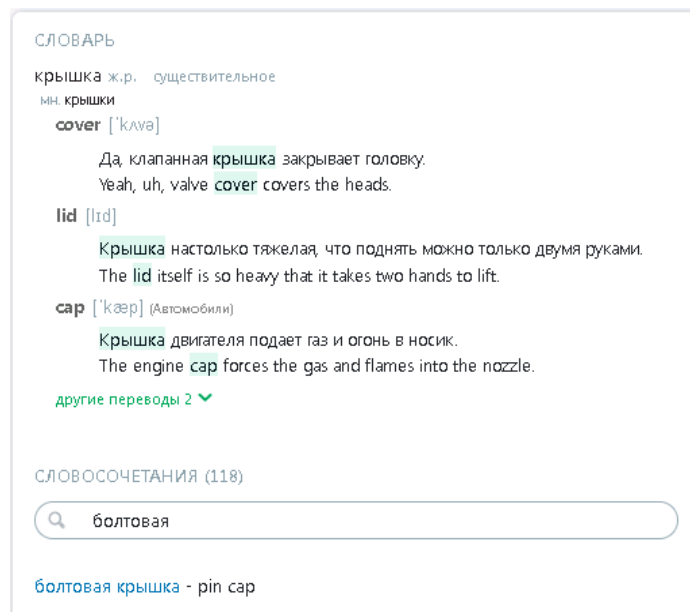 СЛОВАРЬ
крышка ж.р. существительное
мн. крышки
cover [ˈkʌvə]
Да, клапанная крышка закрывает головку.
Yeah, uh, valve cover covers the heads.
lid [lɪd]
Крышка настолько тяжелая, что поднять можно только двумя руками.
The lid itself is so heavy that it takes two hands to lift.
cap [ˈkæp] (Автомобили)
Крышка двигателя подает газ и огонь в носик.
The engine cap forces the gas and flames into the nozzle.
другие переводы 2
СЛОВОСОЧЕТАНИЯ (118)
болтовая
болтовая крышка - pin cap